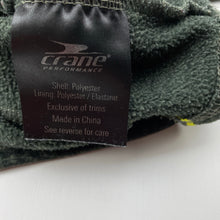 crane
PERFORMANCE
Shell: Polyester
Lining: Polyester / Elastane
Exclusive of trims
Made in China
See reverse for care